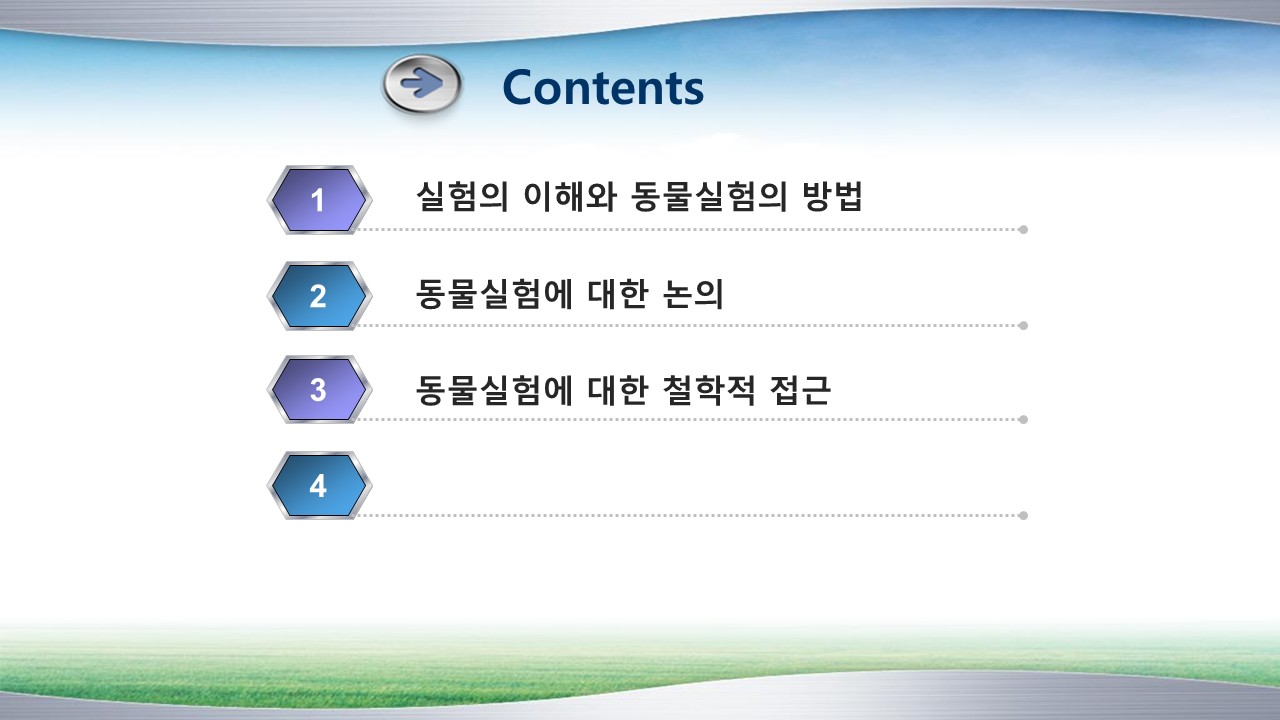 Contents
1 실험의 이해와 동물실험의 방법
2 동물실험에 대한 논의
3 동물실험에 대한 철학적 접근
4